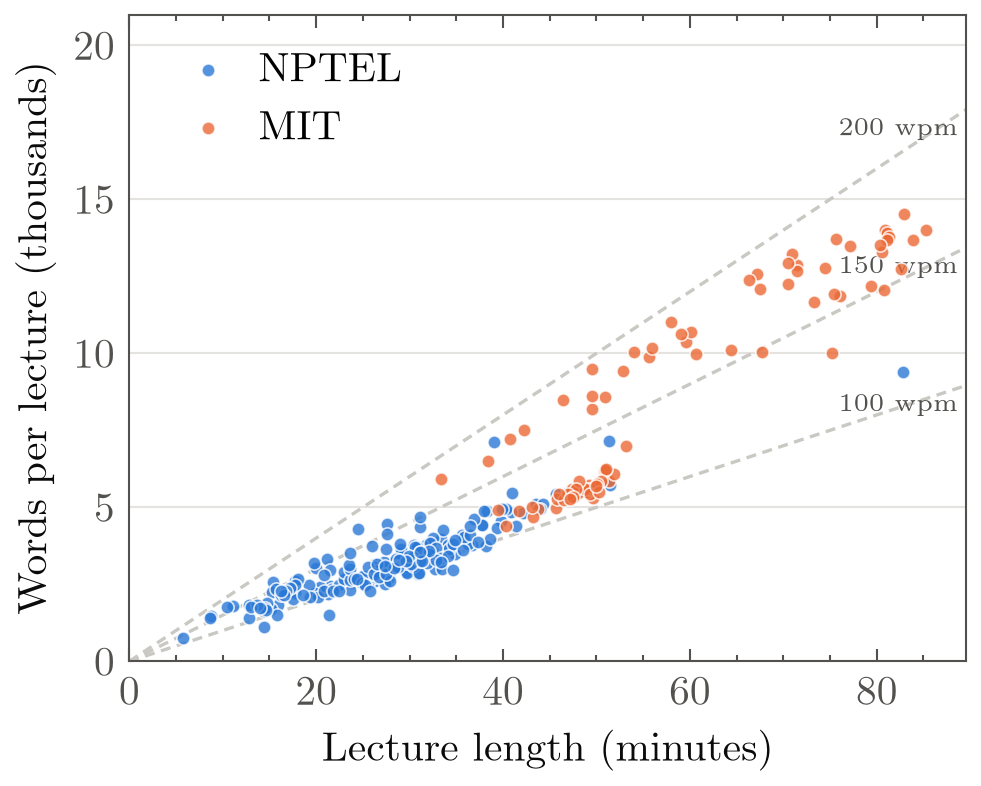 NPTEL
MIT
200 wpm
150 wpm
100 wpm
20
15
10
5
0
0 20 40 60 80
Words per lecture (thousands)
Lecture length (minutes)